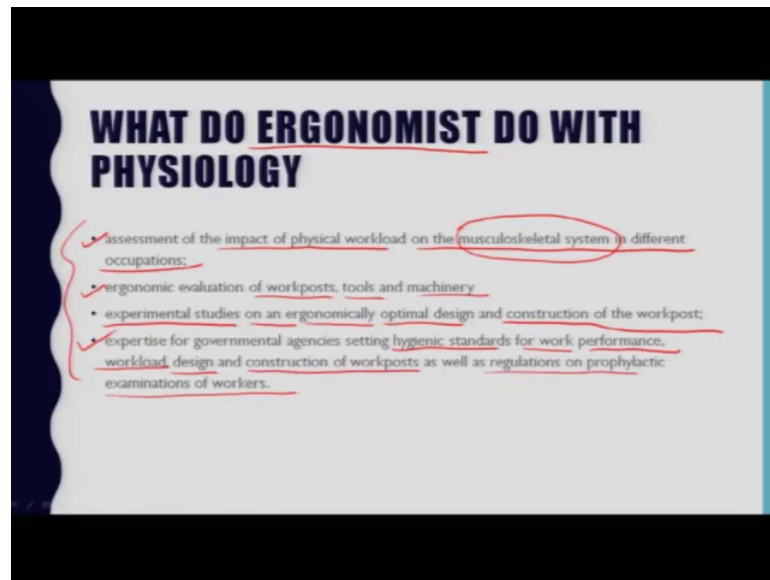 WHAT DO ERGONOMIST DO WITH
PHYSIOLOGY
• assessment of the impact of physical workload on the musculoskeletal system in different
occupations;
• ergonomic evaluation of workposts, tools and machinery
• experimental studies on an ergonomically optimal design and construction of the workpost;
• expertise for governmental agencies setting hygienic standards for work performance,
workload, design and construction of workposts as well as regulations on prophylactic
examinations of workers.